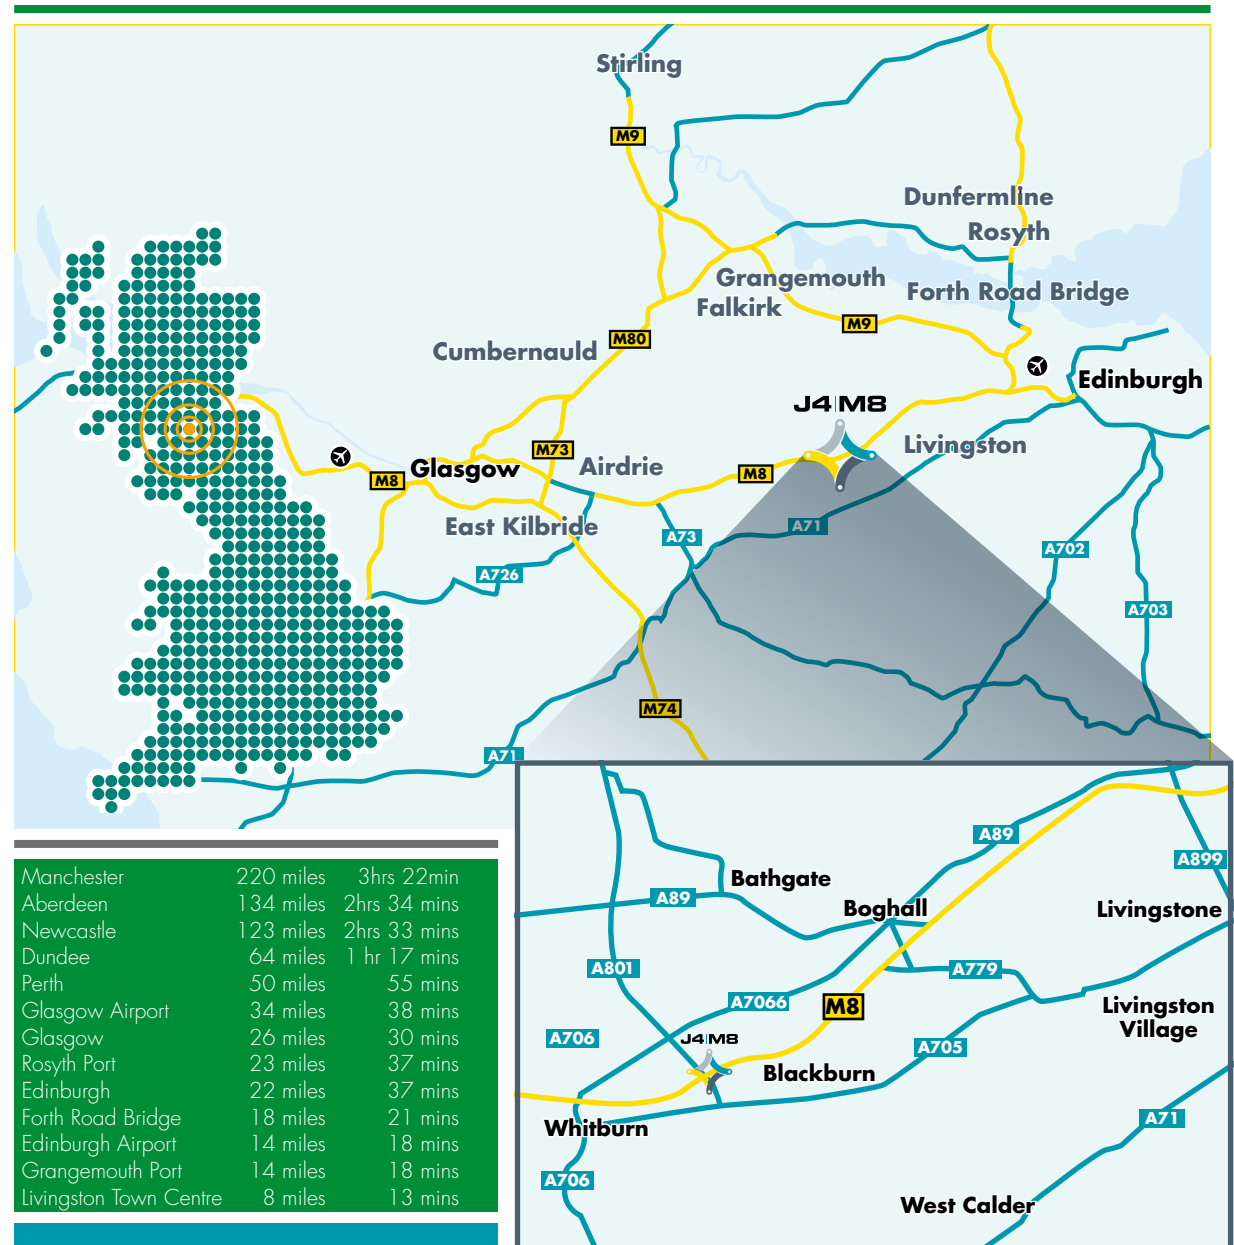 Stirling
M9
Dunfermline
Rosyth
Grangemouth
Forth Road Bridge
Falkirk
M9
M80
Cumbernauld
Edinburgh
J4 M8
Livingston
M73
Glasgow
Airdrie
M8
M8
East Kilbride
A71
A73
A702
A726
A703
M74
A71
A89
A899
Bathgate
A89
Boghall
Livingstone
A801
A779
A7066
M8
Livingston
Village
A706
J4 M8
A705
Blackburn
A71
Whitburn
A706
West Calder
Manchester 220 miles 3hrs 22min
Aberdeen 134 miles 2hrs 34 mins
Newcastle 123 miles 2hrs 33 mins
Dundee 64 miles 1 hr 17 mins
Perth 50 miles 55 mins
Glasgow Airport 34 miles 38 mins
Glasgow 26 miles 30 mins
Rosyth Port 23 miles 37 mins
Edinburgh 22 miles 37 mins
Forth Road Bridge 18 miles 21 mins
Edinburgh Airport 14 miles 18 mins
Grangemouth Port 14 miles 18 mins
Livingston Town Centre 8 miles 13 mins